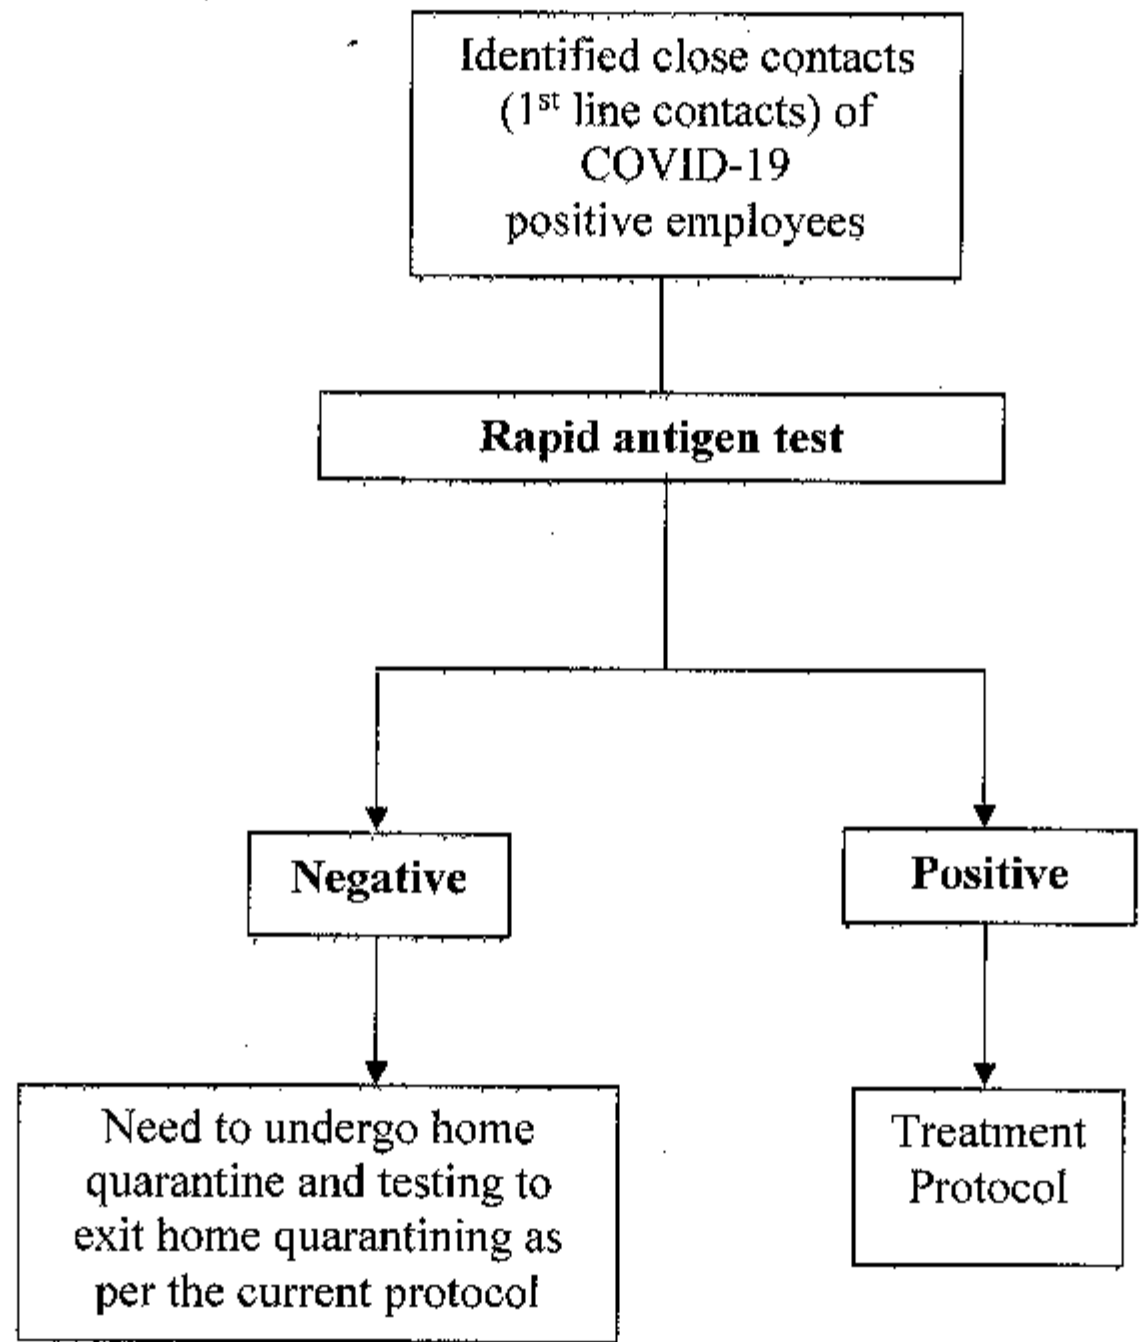 Identified close contacts
(1st line contacts) of
COVID-19
positive employees
Rapid antigen test
Negative
Positive
Need to undergo home
quarantine and testing to
exit home quarantining as
per the current protocol
Treatment
Protocol